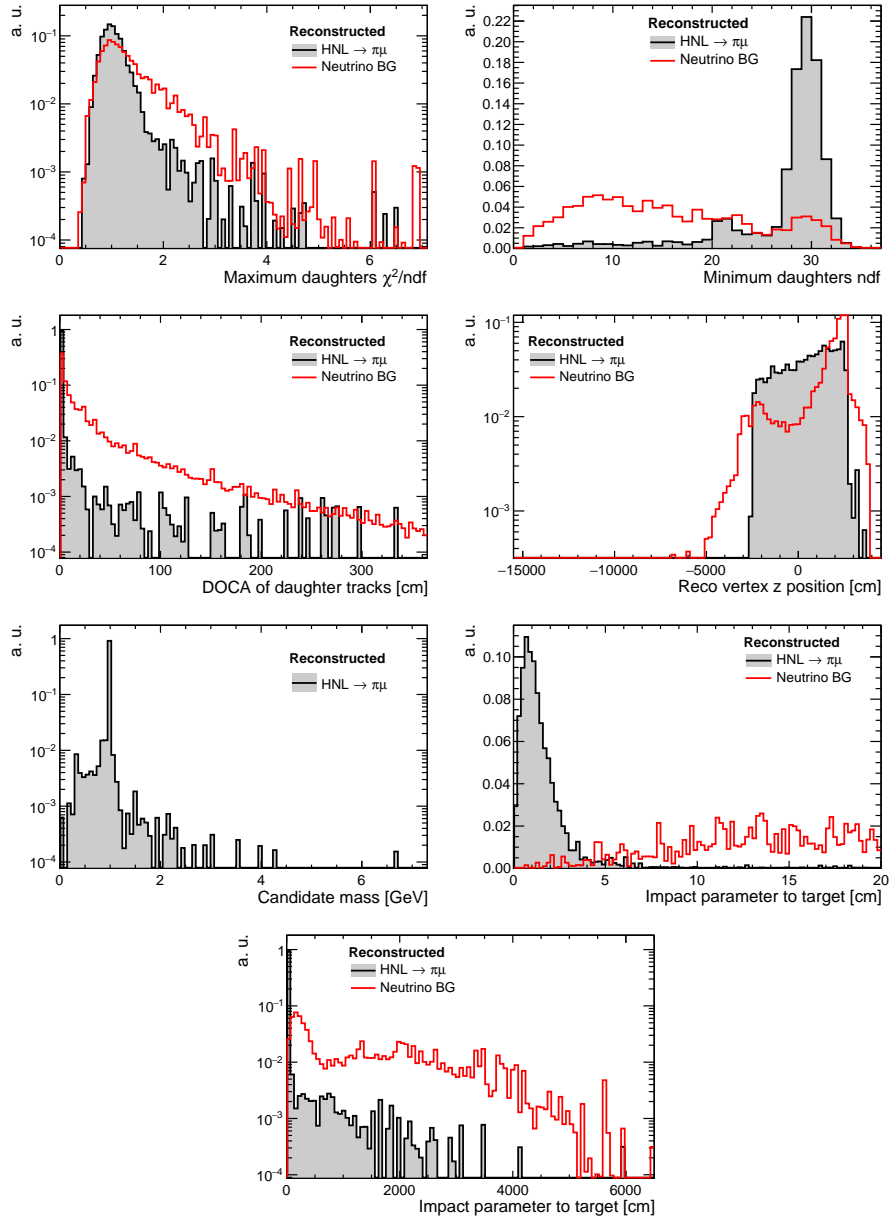 a. u.
Reconstructed
HNL → πμ
Neutrino BG
10⁻¹
10⁻²
10⁻³
10⁻⁴
0 2 4 6
Maximum daughters χ²/ndf
a. u.
Reconstructed
HNL → πμ
Neutrino BG
0.22
0.20
0.18
0.16
0.14
0.12
0.10
0.08
0.06
0.04
0.02
0.00
0 10 20 30
Minimum daughters ndf
a. u.
Reconstructed
HNL → πμ
Neutrino BG
1
10⁻¹
10⁻²
10⁻³
10⁻⁴
0 100 200 300
DOCA of daughter tracks [cm]
a. u.
Reconstructed
HNL → πμ
Neutrino BG
10⁻¹
10⁻²
10⁻³
−15000 −10000 −5000 0
Reco vertex z position [cm]
a. u.
Reconstructed
HNL → πμ
1
10⁻¹
10⁻²
10⁻³
10⁻⁴
0 2 4 6
Candidate mass [GeV]
a. u.
Reconstructed
HNL → πμ
Neutrino BG
0.10
0.08
0.06
0.04
0.02
0.00
0 5 10 15 20
Impact parameter to target [cm]
a. u.
Reconstructed
HNL → πμ
Neutrino BG
1
10⁻¹
10⁻²
10⁻³
10⁻⁴
0 2000 4000 6000
Impact parameter to target [cm]